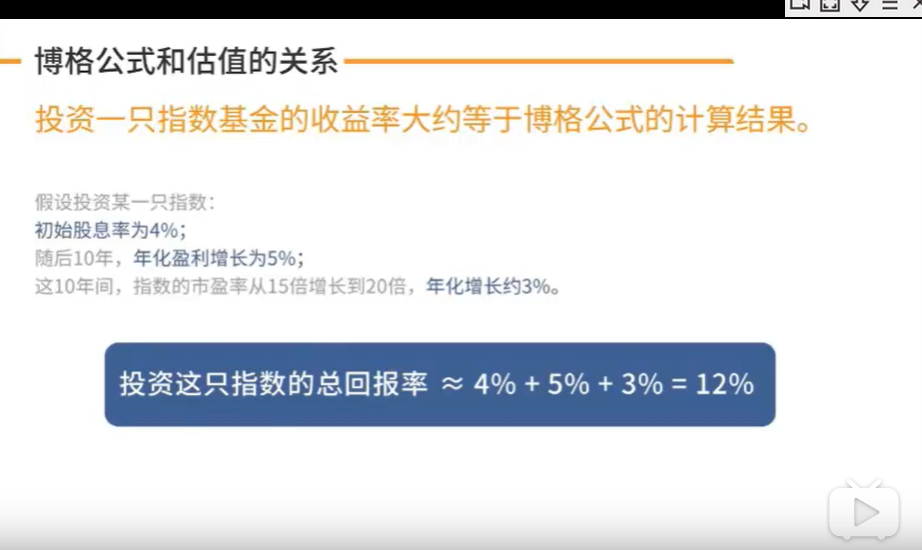 博格公式和估值的关系
投资一只指数基金的收益率大约等于博格公式的计算结果。
假设投资某一只指数：
初始股息率为4%；
随后10年，年化盈利增长为5%；
这10年间，指数的市盈率从15倍增长到20倍，年化增长约3%。
投资这只指数的总回报率 ≈ 4% + 5% + 3% = 12%